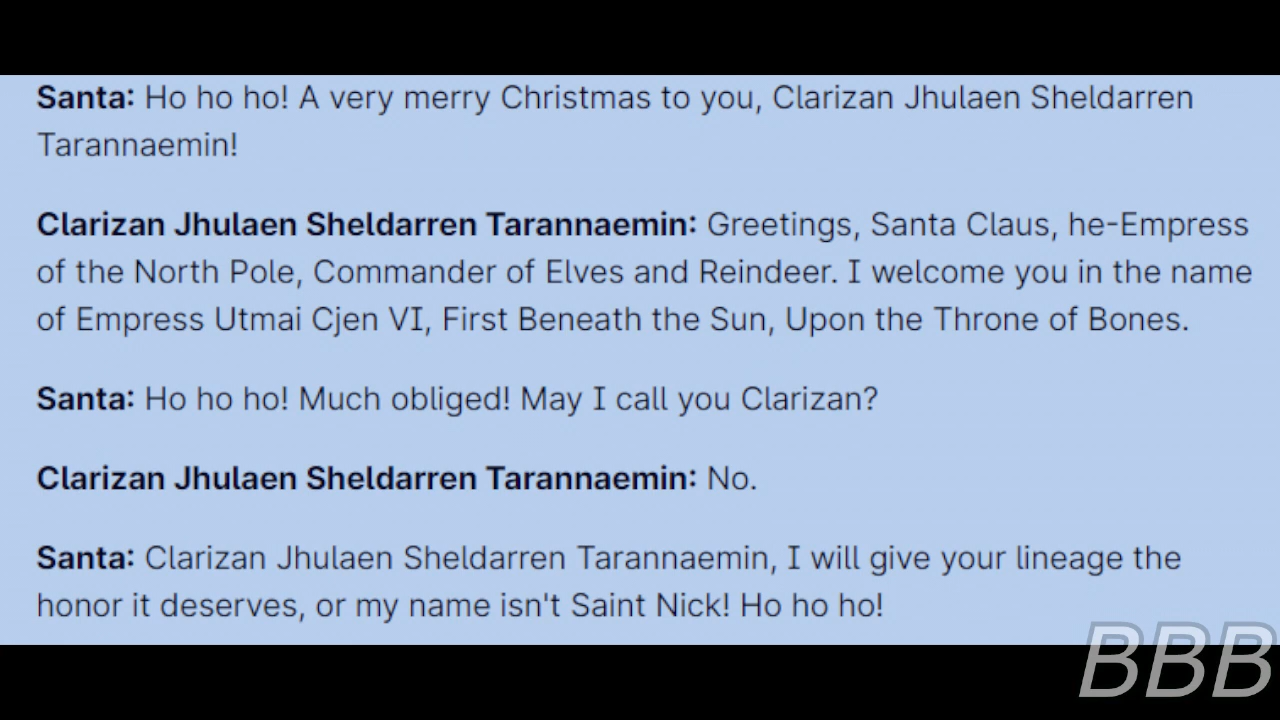 Santa: Ho ho ho! A very merry Christmas to you, Clarizan Jhulaen Sheldarren
Tarannaemin!
Clarizan Jhulaen Sheldarren Tarannaemin: Greetings, Santa Claus, he-Empress
of the North Pole, Commander of Elves and Reindeer. I welcome you in the name
of Empress Utmai Cjen VI, First Beneath the Sun, Upon the Throne of Bones.
Santa: Ho ho ho! Much obliged! May I call you Clarizan?
Clarizan Jhulaen Sheldarren Tarannaemin: No.
Santa: Clarizan Jhulaen Sheldarren Tarannaemin, I will give your lineage the
honor it deserves, or my name isn't Saint Nick! Ho ho ho!
BBB